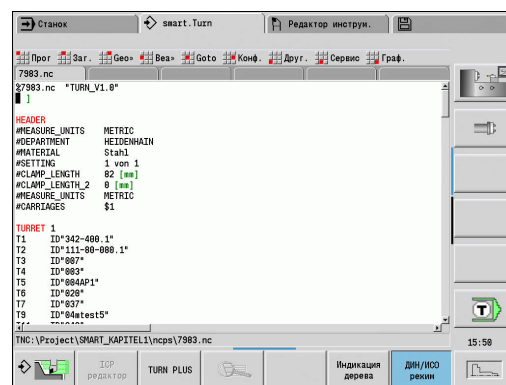 Станок
smart.Turn
Редактор инструм.
Прог Заг. Geo» Bea» Goto Конф. Друг. Сервис Граф.
7983.nc
%7983.nc "TURN_V1.0"
]
HEADER
#MEASURE_UNITS METRIC
#DEPARTMENT HEIDENHAIN
#MATERIAL Stahl
#SETTING 1 von 1
#CLAMP_LENGTH 82 [mm]
#CLAMP_LENGTH_2 0 [mm]
#MEASURE_UNITS METRIC
#CARRIAGES $1
TURRET 1
T1 ID"342-400.1"
T2 ID"111-80-080.1"
T3 ID"007"
T4 ID"003"
T5 ID"004AP1"
T6 ID"020"
T7 ID"037"
T9 ID"04mtest5"
TNC:\Project\SMART_KAPITEL1\ncps\7983.nc
T
15:50
ICP редактор
TURN PLUS
Индикация дерева
ДИН/ИСО режим